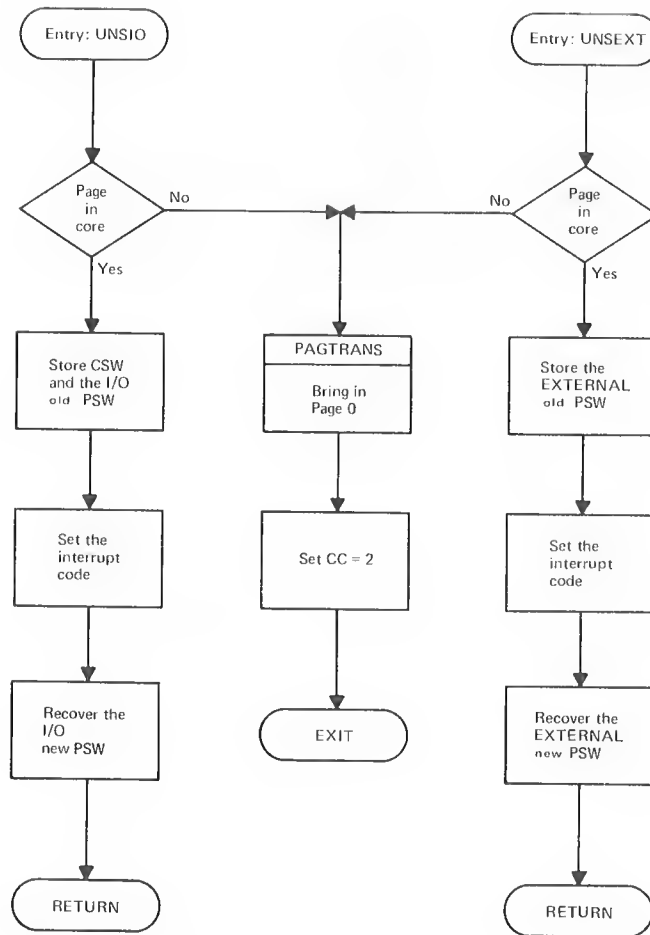 Entry: UNSIO
Entry: UNSEXT
Page
in
core
No
Yes
No
Page
in
core
Yes
Store CSW
and the I/O
old PSW
PAGTRANS
Bring in
Page 0
Store the
EXTERNAL
old PSW
Set the
interrupt
code
Set CC = 2
Set the
interrupt
code
Recover the
I/O
new PSW
EXIT
Recover the
EXTERNAL
new PSW
RETURN
RETURN